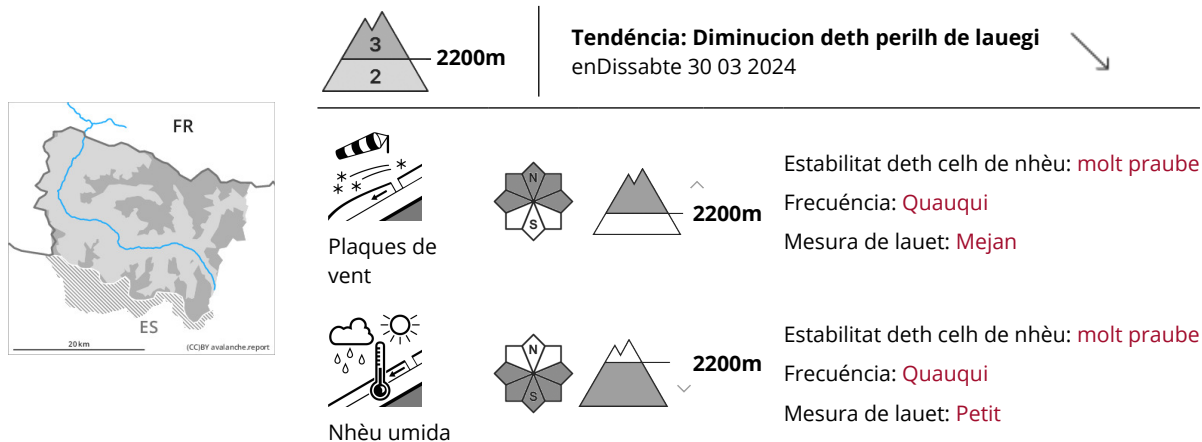 3
2
2200m
Tendéncia: Diminucion deth perilh de lauegi
enDissabte 30 03 2024
FR
ES
20 km
(CC)BY avalanche.report
Plaques de
vent
N
S
2200m
Estabilitat deth celh de nhèu: molt praube
Frecuéncia: Quauqui
Mesura de lauet: Mejan
Nhèu umida
N
S
2200m
Estabilitat deth celh de nhèu: molt praube
Frecuéncia: Quauqui
Mesura de lauet: Petit